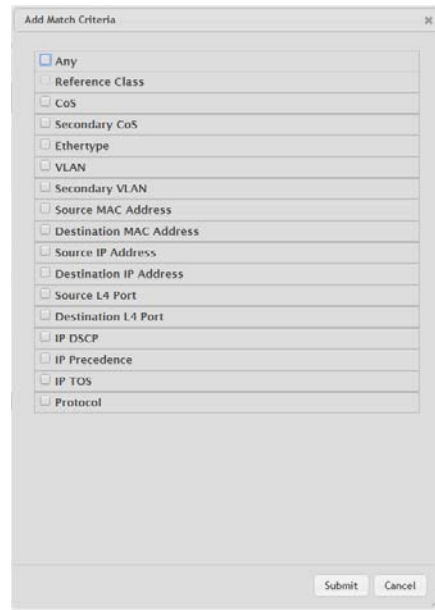 Add Match Criteria
Any
Reference Class
CoS
Secondary CoS
Ethertype
VLAN
Secondary VLAN
Source MAC Address
Destination MAC Address
Source IP Address
Destination IP Address
Source L4 Port
Destination L4 Port
IP DSCP
IP Precedence
IP TOS
Protocol
Submit Cancel